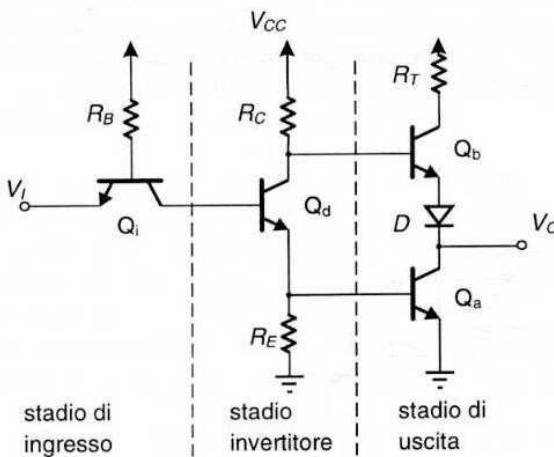 V_CC
R_B
R_C
R_T
V_I
Q_i
Q_d
Q_b
D
V_O
Q_a
R_E
stadio di
ingresso
stadio
invertitore
stadio di
uscita